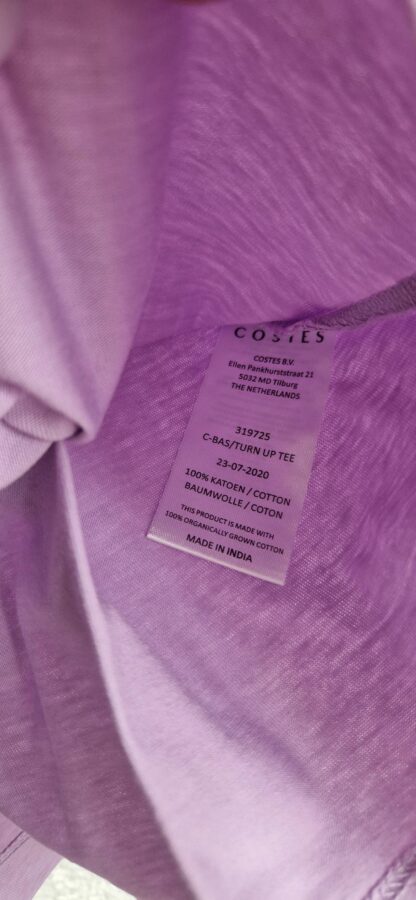 COSTES
COSTES B.V.
Ellen Pankhurststraat 21
5032 MD Tilburg
THE NETHERLANDS
319725
C-BAS/TURN UP TEE
23-07-2020
100% KATOEN / COTTON
BAUMWOLLE / COTON
THIS PRODUCT IS MADE WITH
100% ORGANICALLY GROWN COTTON
MADE IN INDIA